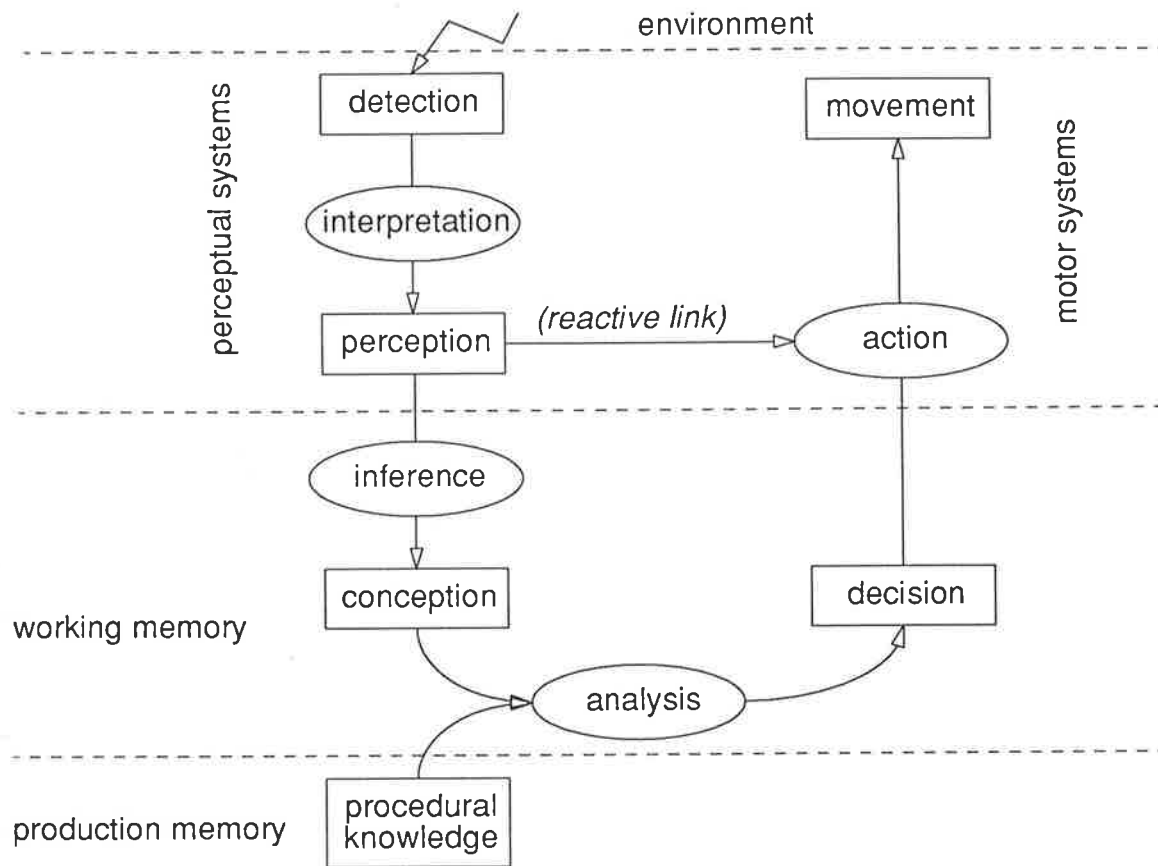 environment
detection
movement
perceptual systems
motor systems
interpretation
(reactive link)
perception
action
inference
conception
decision
working memory
analysis
procedural
knowledge
production memory